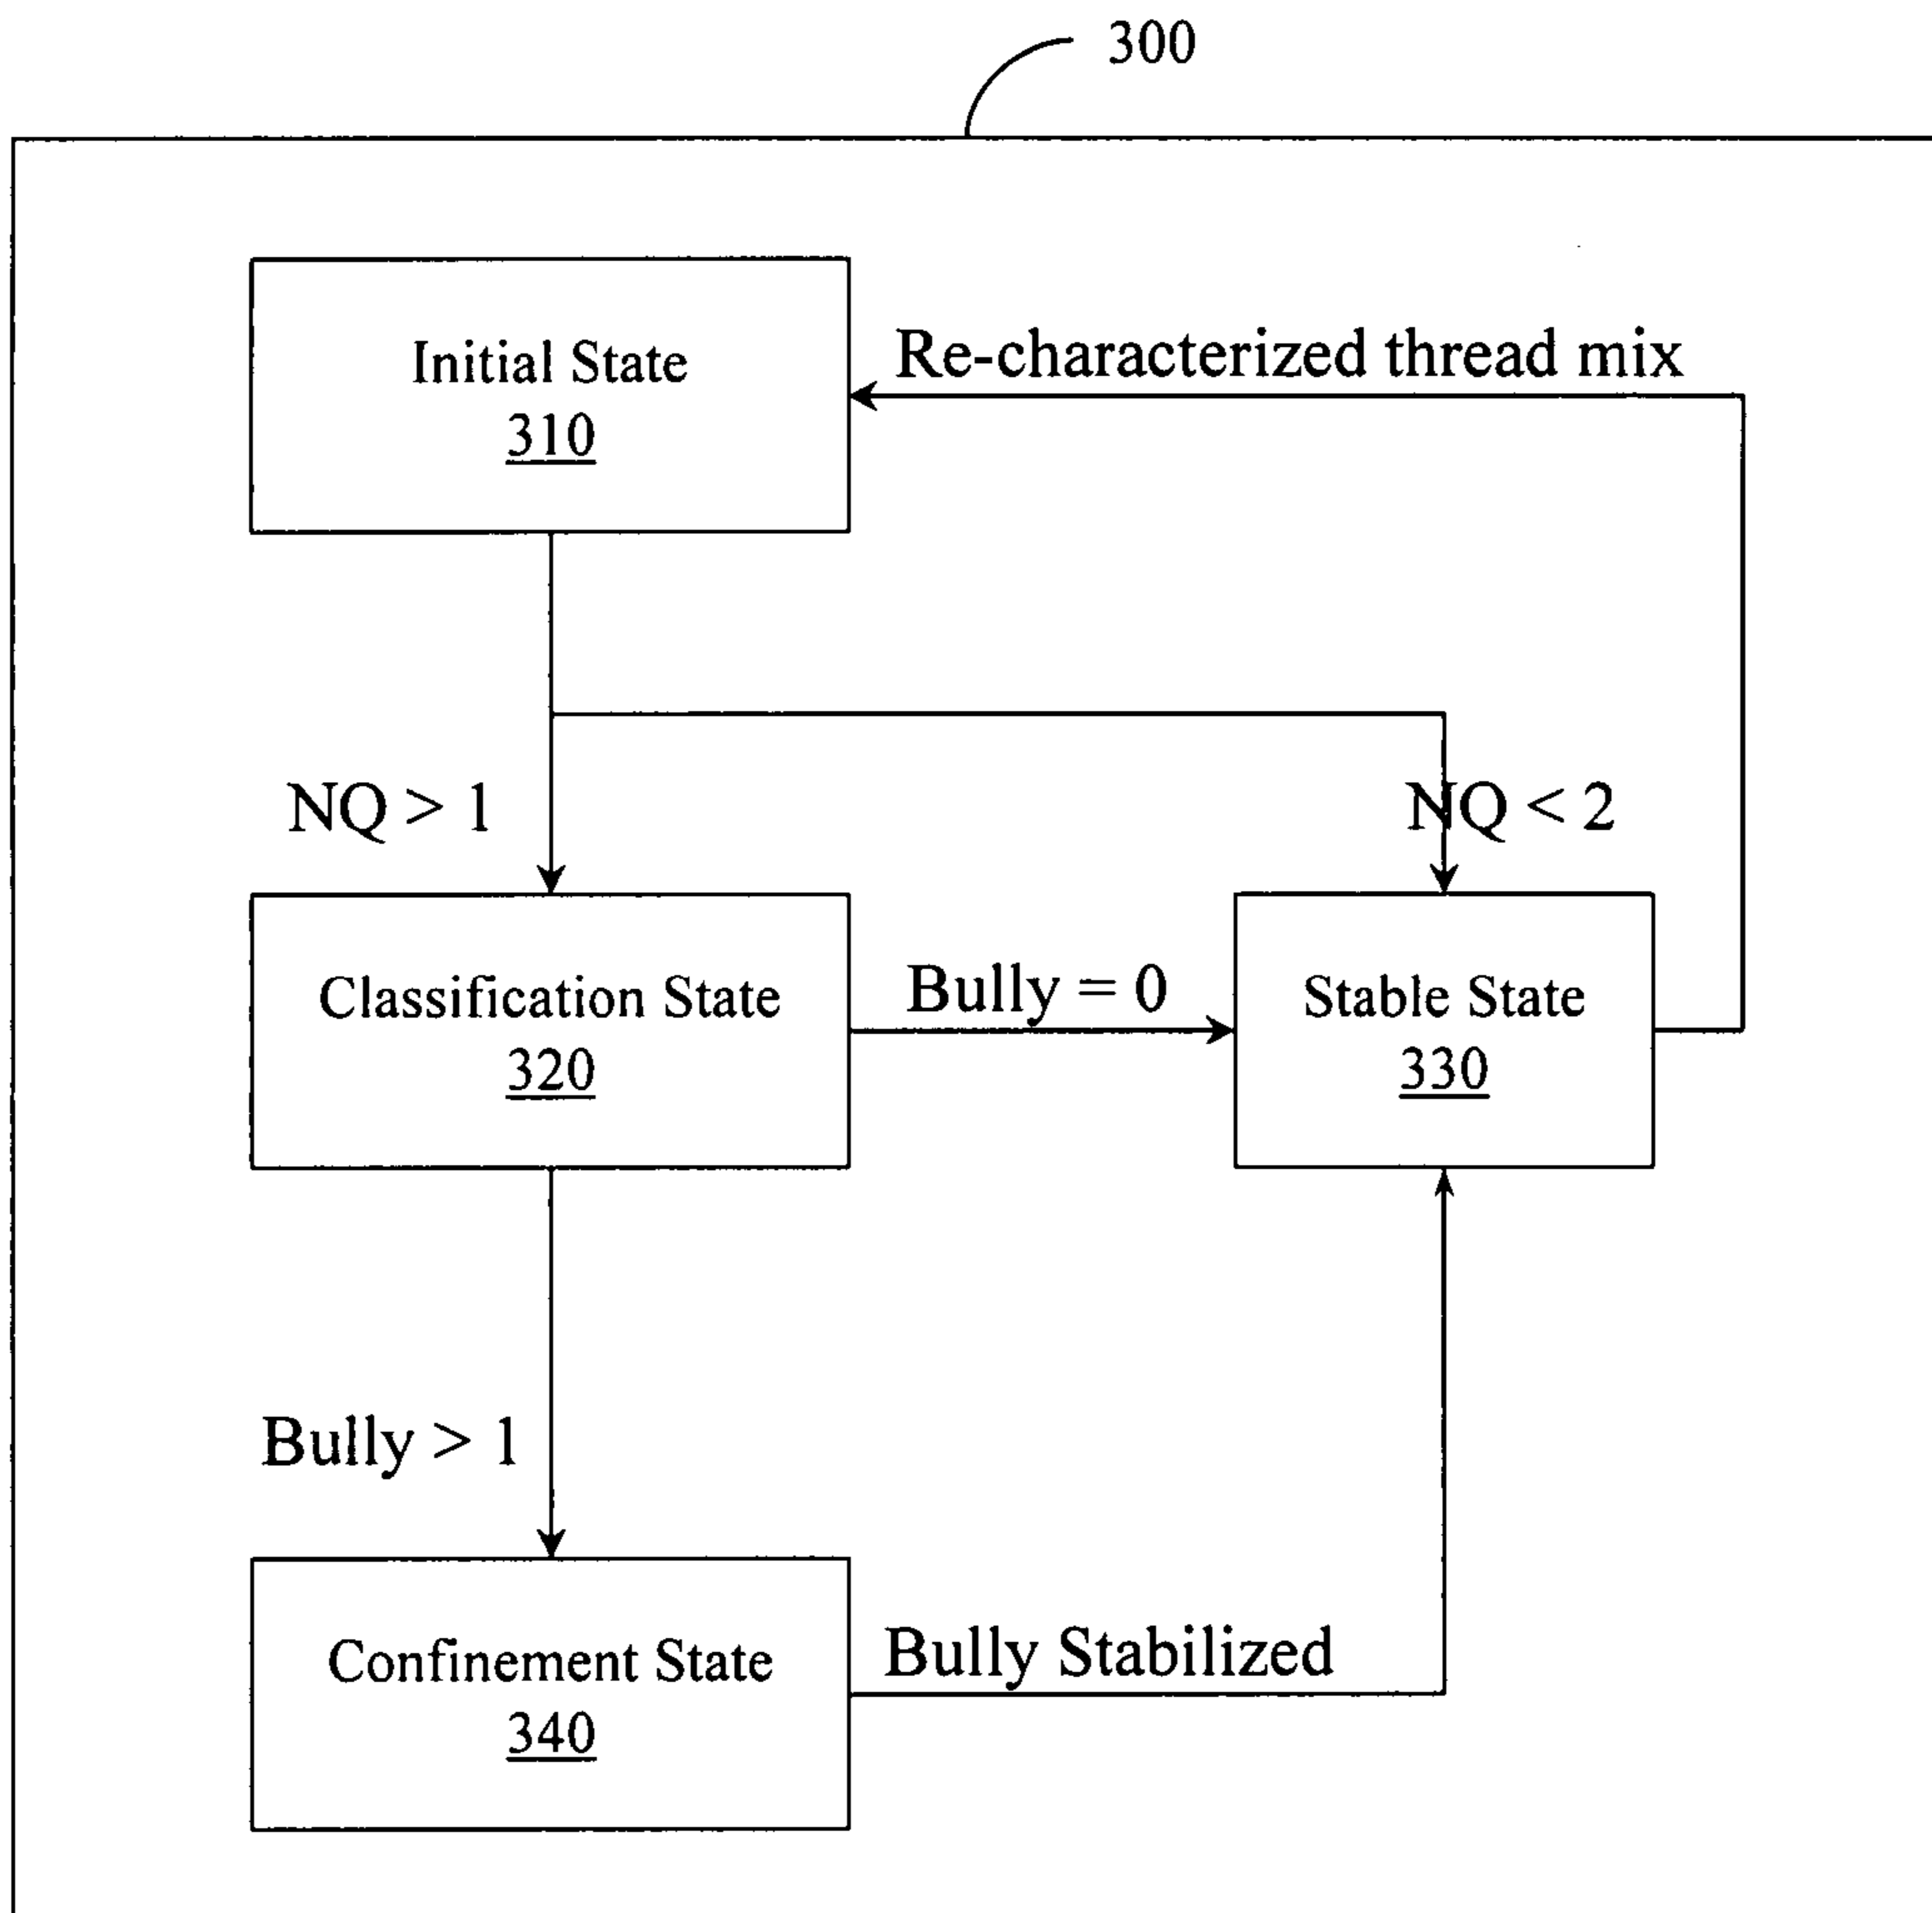 300
Initial State
310
Re-characterized thread mix
NQ > 1
NQ < 2
Classification State
320
Bully = 0
Stable State
330
Bully > 1
Confinement State
340
Bully Stabilized